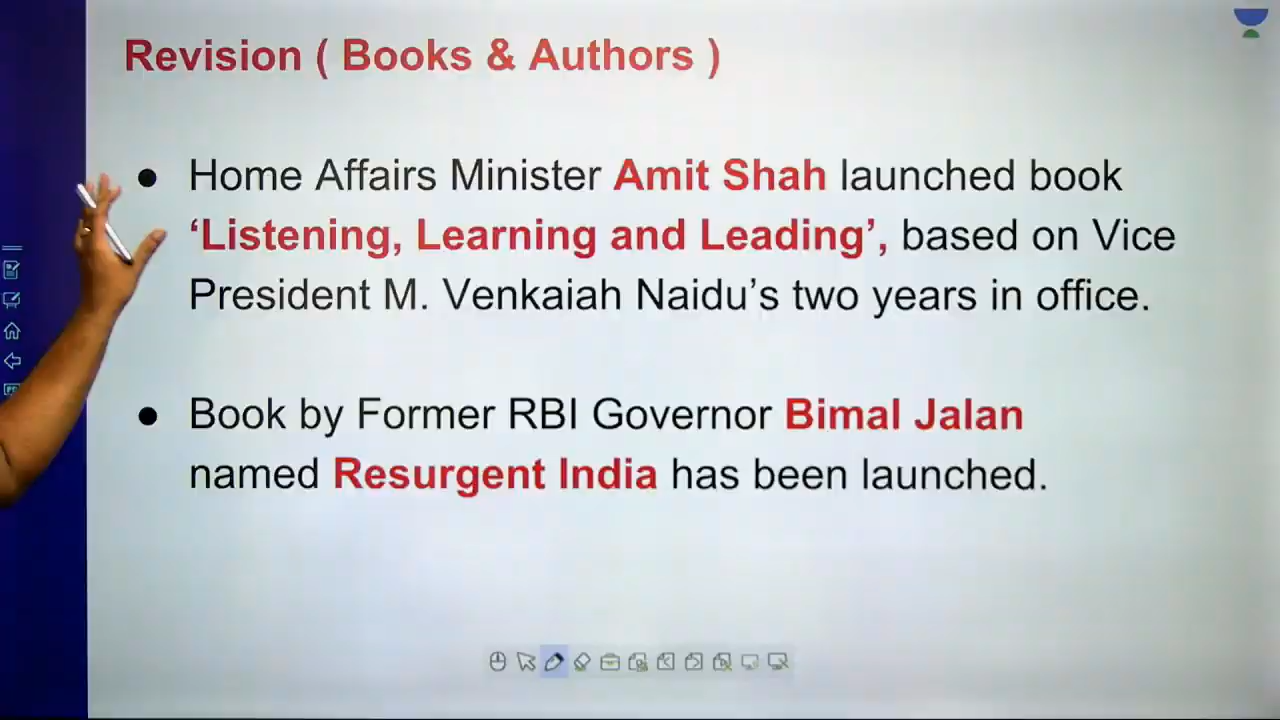 Revision ( Books & Authors )
● Home Affairs Minister Amit Shah launched book
‘Listening, Learning and Leading’, based on Vice
President M. Venkaiah Naidu’s two years in office.
● Book by Former RBI Governor Bimal Jalan
named Resurgent India has been launched.